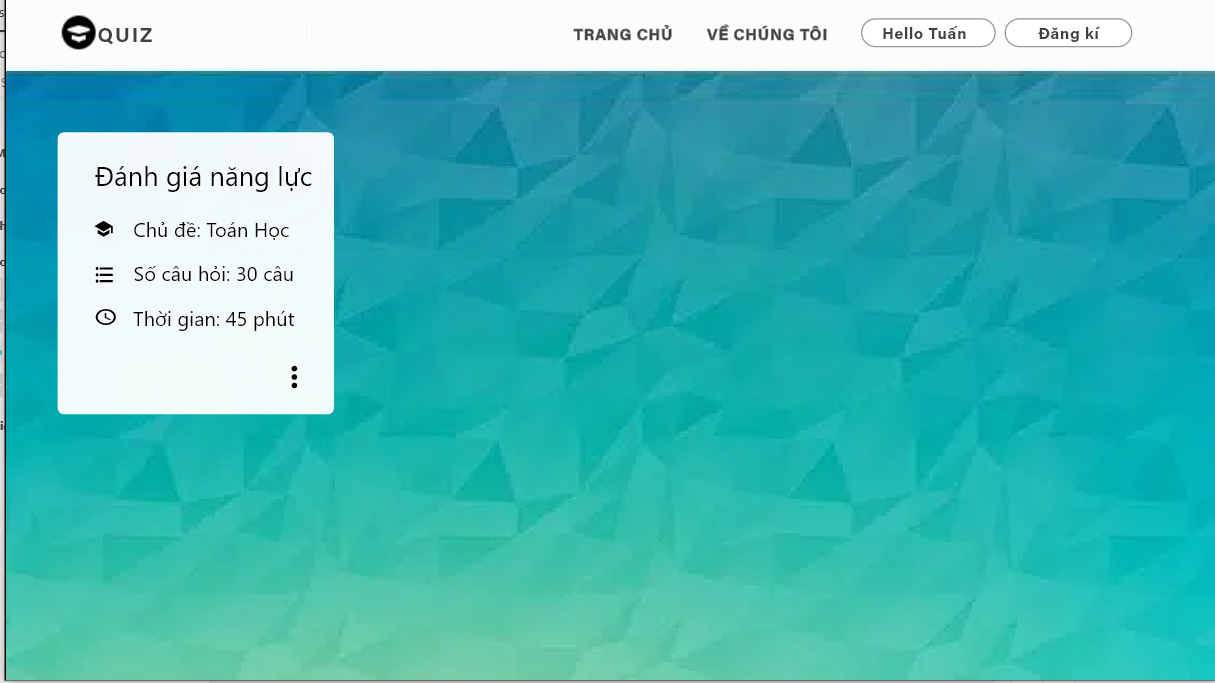 QUIZ
TRANG CHỦ
VỀ CHÚNG TÔI
Hello Tuấn
Đăng kí
Đánh giá năng lực
Chủ đề: Toán Học
Số câu hỏi: 30 câu
Thời gian: 45 phút